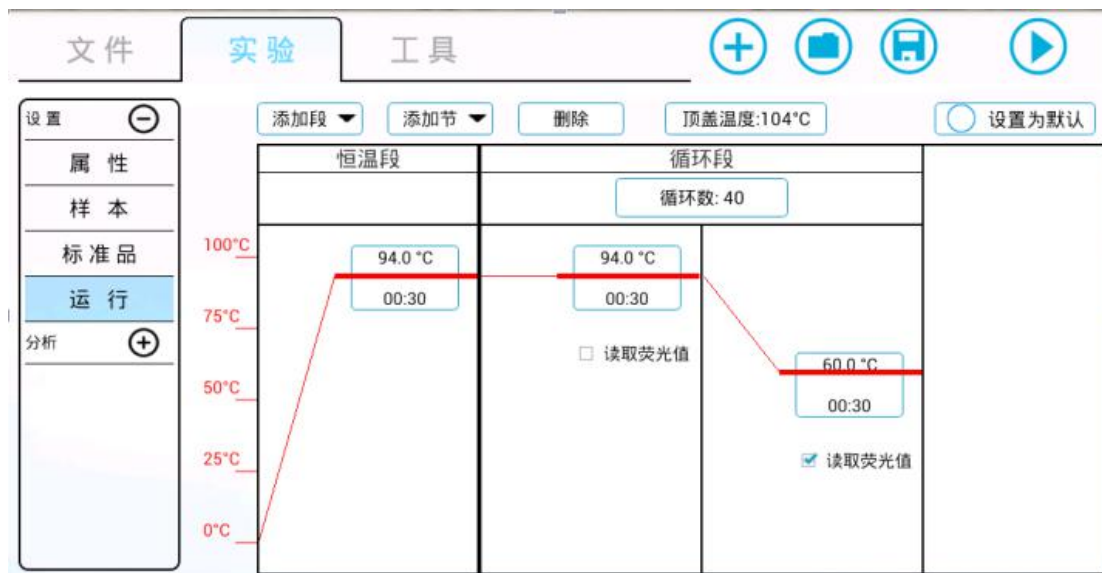 文件 实验 工具
设置
属性
样本
标准品
运行
分析
添加段 添加节 删除 顶盖温度:104°C 设置为默认
恒温段 循环段
循环数: 40
100°C
75°C
50°C
25°C
0°C
94.0 °C
00:30
94.0 °C
00:30
读取荧光值
60.0 °C
00:30
读取荧光值